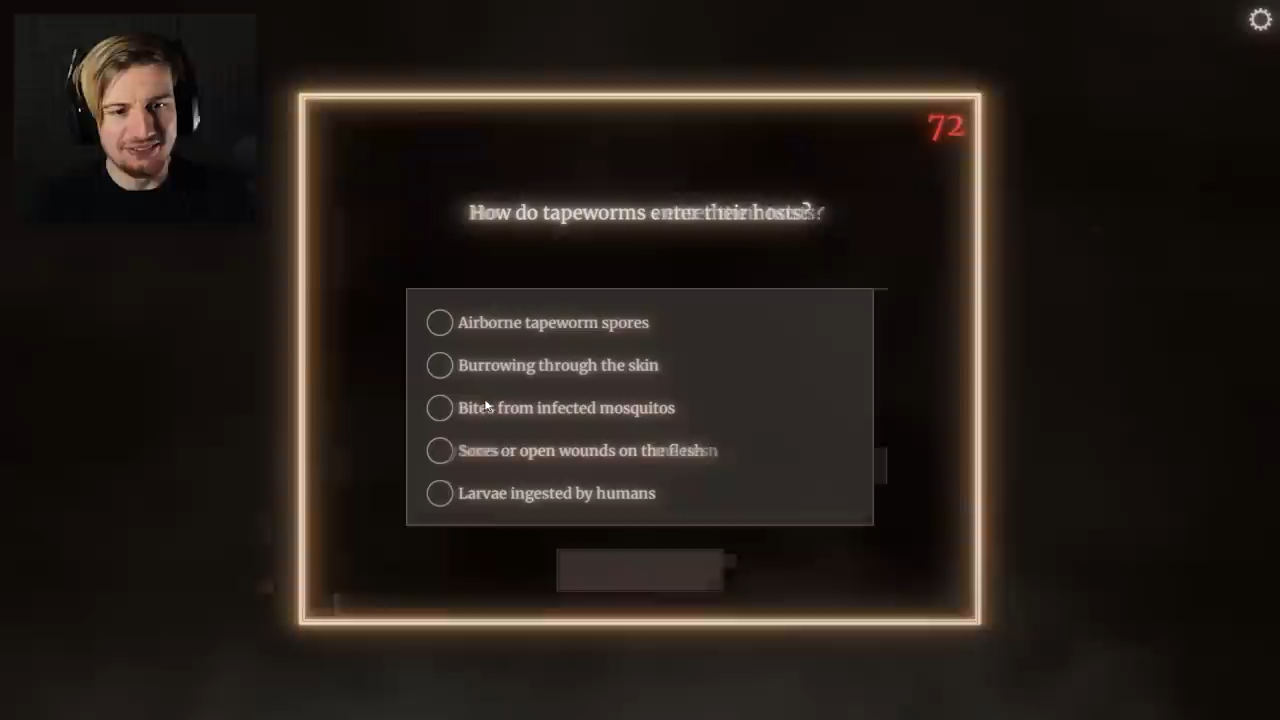 72
How do tapeworms enter their hosts?
Airborne tapeworm spores
Burrowing through the skin
Bites from infected mosquitos
Sores or open wounds on the flesh
Larvae ingested by humans